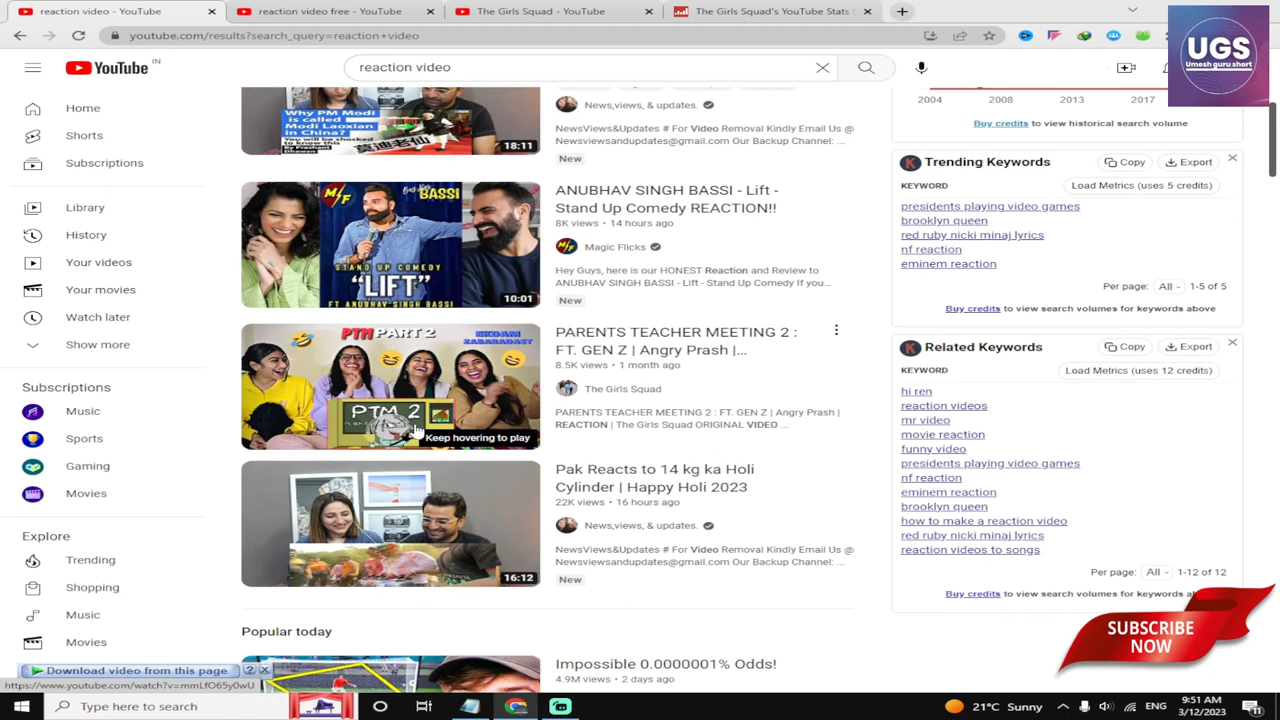 reaction video - YouTube
reaction video free - YouTube
The Girls Squad - YouTube
The Girls Squad's YouTube Stats
youtube.com/results?search_query=reaction+video
UGS
Umesh guru short
YouTube IN
reaction video
Home
Shorts
Subscriptions
Library
History
Your videos
Your movies
Watch later
Show more
Subscriptions
Music
Sports
Gaming
Movies
Explore
Trending
Shopping
Music
Movies
Why PM Modi
is called
Modi Laoxian
in China?
You will be shocked
to know this
By Prashant
Dhawan
18:11
News,views, & updates.
NewsViews&Updates # For Video Removal Kindly Email Us @
Newsviewsandupdates@gmail.com Our Backup Channel: ...
New
BASSI
STAND UP COMEDY
"LIFT"
FT ANUBHAV SINGH BASSI
10:01
ANUBHAV SINGH BASSI - Lift -
Stand Up Comedy REACTION!!
8K views • 14 hours ago
Magic Flicks
Hey Guys, here is our HONEST Reaction and Review to
ANUBHAV SINGH BASSI - Lift - Stand Up Comedy If you...
New
PTM PART 2
EKDAM
ZABARADAST
PTM 2
Keep hovering to play
PARENTS TEACHER MEETING 2 :
FT. GEN Z | Angry Prash |...
8.5K views • 1 month ago
The Girls Squad
PARENTS TEACHER MEETING 2 : FT. GEN Z | Angry Prash |
REACTION | The Girls Squad ORIGINAL VIDEO ...
16:12
Pak Reacts to 14 kg ka Holi
Cylinder | Happy Holi 2023
22K views • 16 hours ago
News,views, & updates.
NewsViews&Updates # For Video Removal Kindly Email Us @
Newsviewsandupdates@gmail.com Our Backup Channel: ...
New
Popular today
Impossible 0.0000001% Odds!
4.9M views • 2 days ago
2004 2008 2013 2017
Buy credits to view historical search volume
Trending Keywords
Copy
Export
KEYWORD
Load Metrics (uses 5 credits)
presidents playing video games
brooklyn queen
red ruby nicki minaj lyrics
nf reaction
eminem reaction
Per page: All 1-5 of 5
Buy credits to view search volumes for keywords above
Related Keywords
Copy
Export
KEYWORD
Load Metrics (uses 12 credits)
hi ren
reaction videos
mr video
movie reaction
funny video
presidents playing video games
nf reaction
eminem reaction
brooklyn queen
how to make a reaction video
red ruby nicki minaj lyrics
reaction videos to songs
Per page: All 1-12 of 12
Buy credits to view search volumes for keywords
SUBSCRIBE
NOW
Download video from this page
https://www.youtube.com/watch?v=mmLfO65y0wU
Type here to search
21°C Sunny
ENG
9:51 AM
3/12/2023